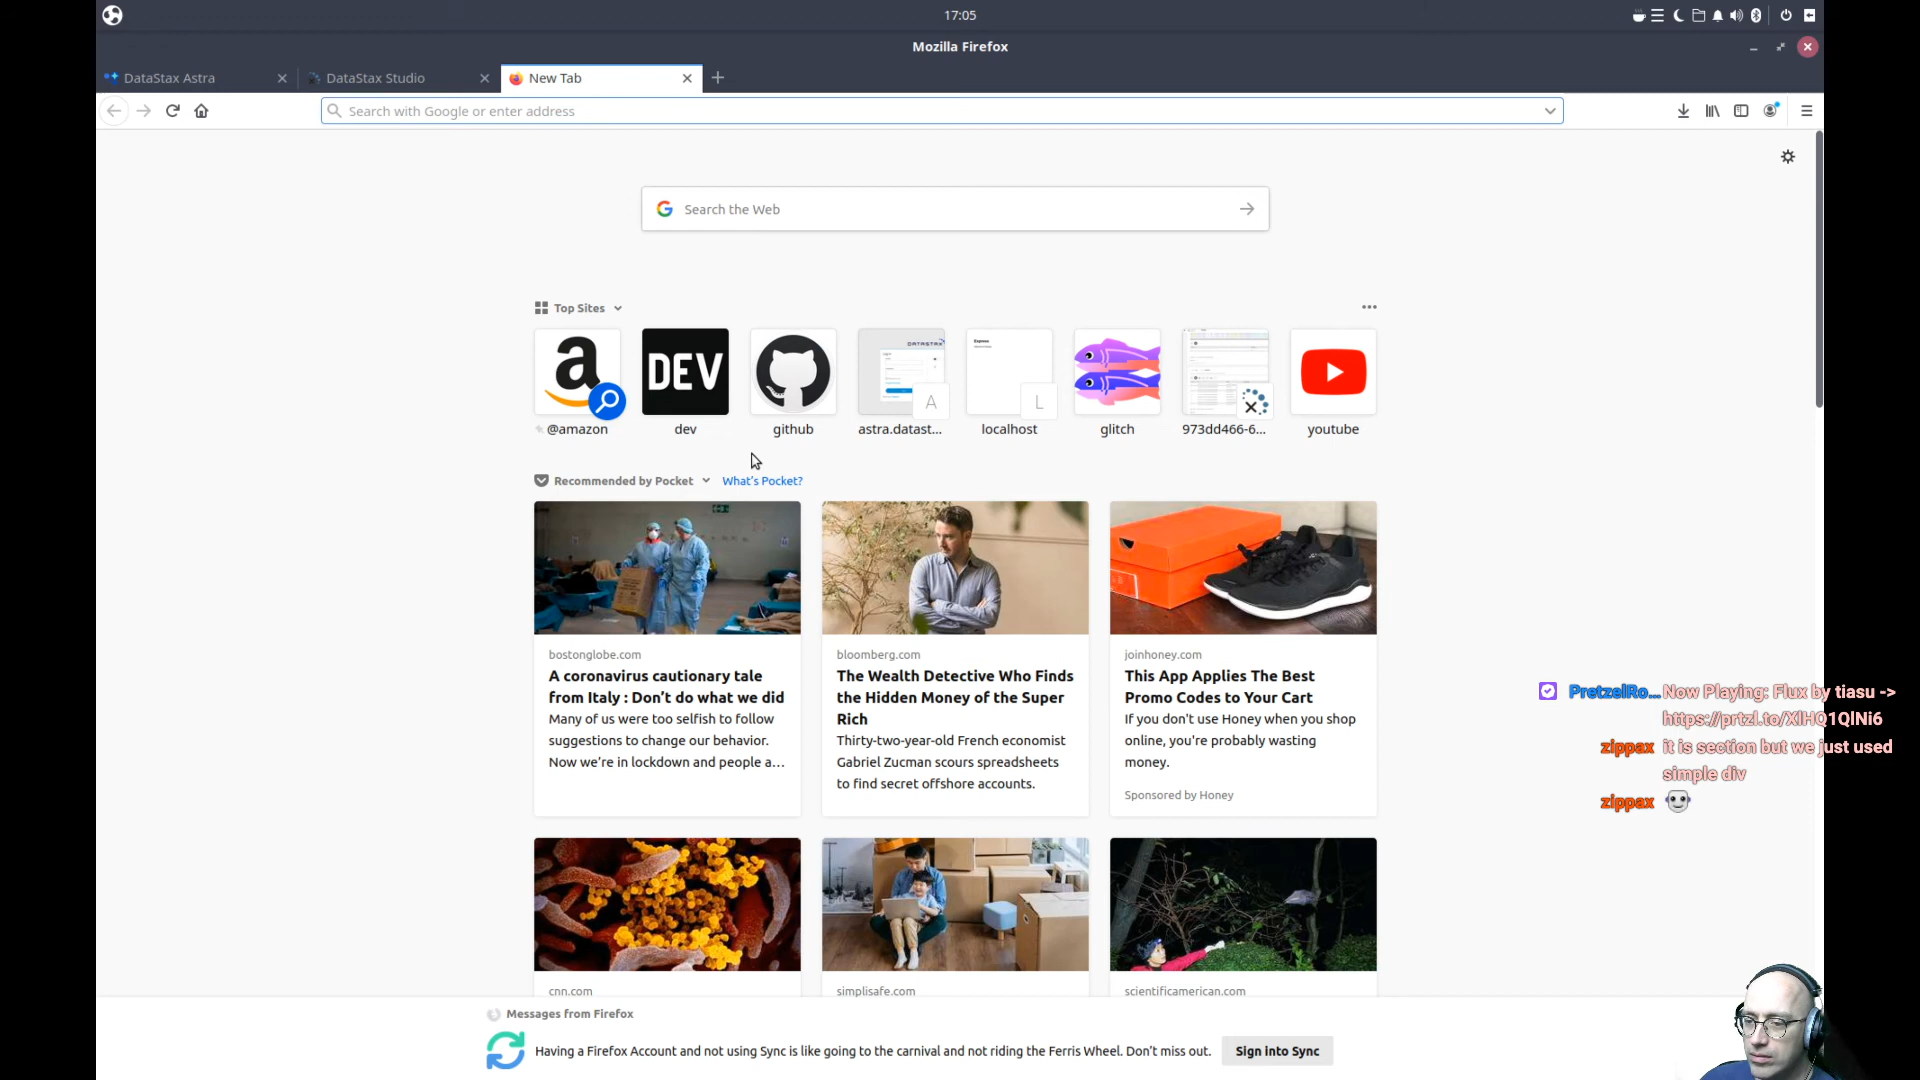 17:05
Mozilla Firefox
DataStax Astra
DataStax Studio
New Tab
Search with Google or enter address
Search the Web
Top Sites
a
DEV
A
Express
L
@amazon
dev
github
astra.datast...
localhost
glitch
973dd466-6...
youtube
Recommended by Pocket
What's Pocket?
bostonglobe.com
A coronavirus cautionary tale
from Italy : Don't do what we did
Many of us were too selfish to follow
suggestions to change our behavior.
Now we're in lockdown and people a...
bloomberg.com
The Wealth Detective Who Finds
the Hidden Money of the Super
Rich
Thirty-two-year-old French economist
Gabriel Zucman scours spreadsheets
to find secret offshore accounts.
joinhoney.com
This App Applies The Best
Promo Codes to Your Cart
If you don't use Honey when you shop
online, you're probably wasting
money.
Sponsored by Honey
PretzelRo... Now Playing: Flux by tiasu ->
https://prtzl.to/XlHQ1QlNi6
zippax it is section but we just used
simple div
zippax
cnn.com
simplisafe.com
scientificamerican.com
Messages from Firefox
Having a Firefox Account and not using Sync is like going to the carnival and not riding the Ferris Wheel. Don't miss out.
Sign into Sync